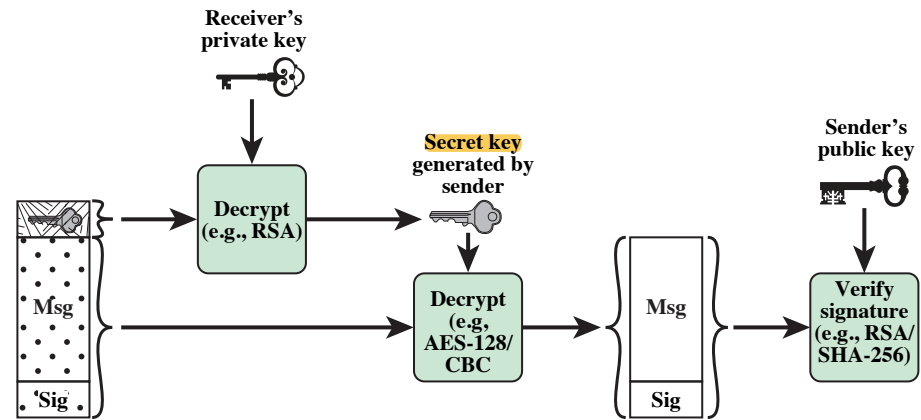 Receiver's
private key
Decrypt
(e.g., RSA)
Secret key
generated by
sender
Sender's
public key
Msg
Sig
Decrypt
(e.g,
AES-128/
CBC
Msg
Sig
Verify
signature
(e.g., RSA/
SHA-256)